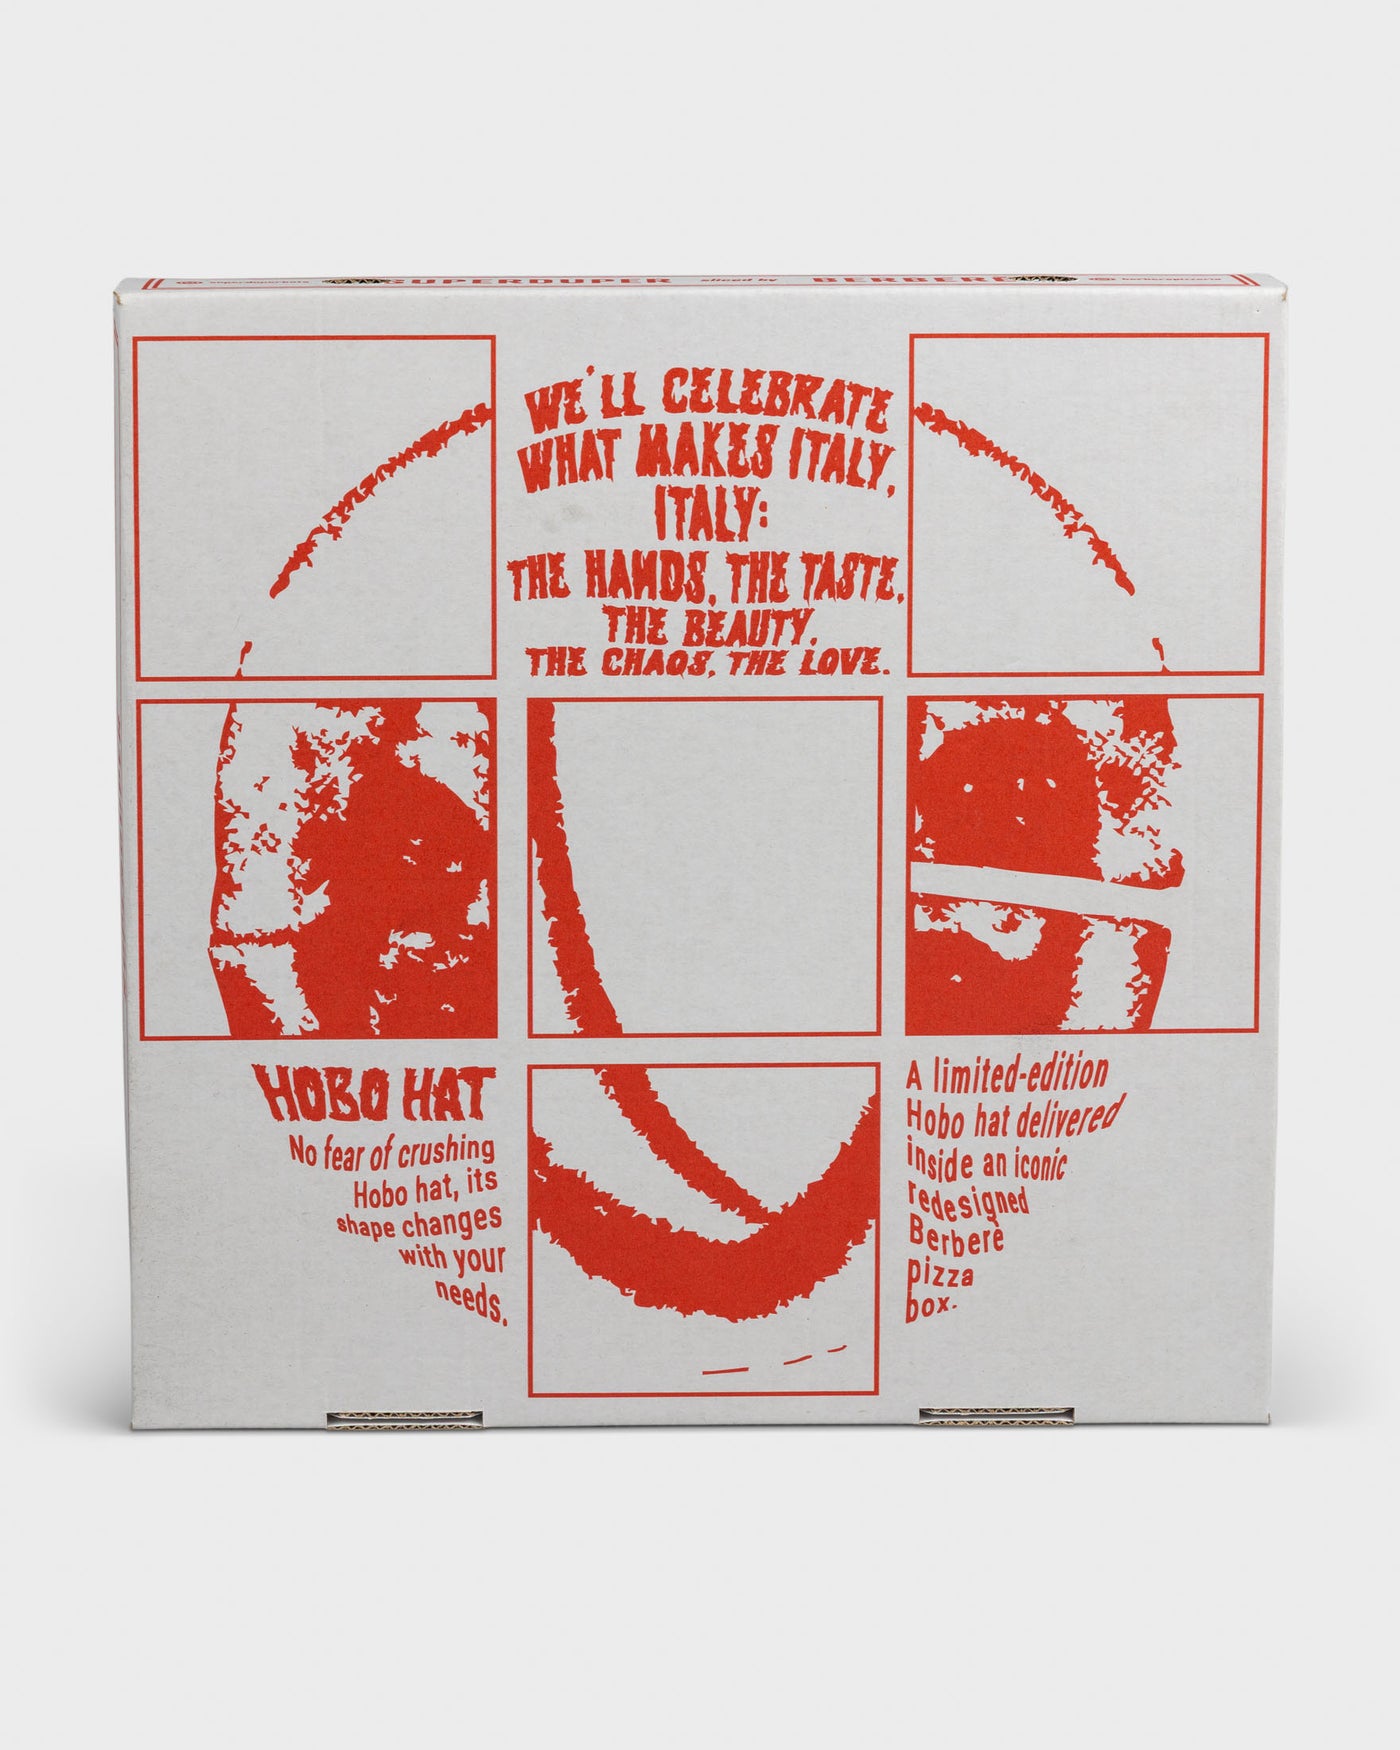 SUPERDUPER sliced by BERBERÈ
WE'LL CELEBRATE
WHAT MAKES ITALY,
ITALY:
THE HANDS, THE TASTE,
THE BEAUTY,
THE CHAOS, THE LOVE.
HOBO HAT
No fear of crushing
Hobo hat, its
shape changes
with your
needs.
A limited-edition
Hobo hat delivered
inside an iconic
redesigned
Berberè
pizza
box.